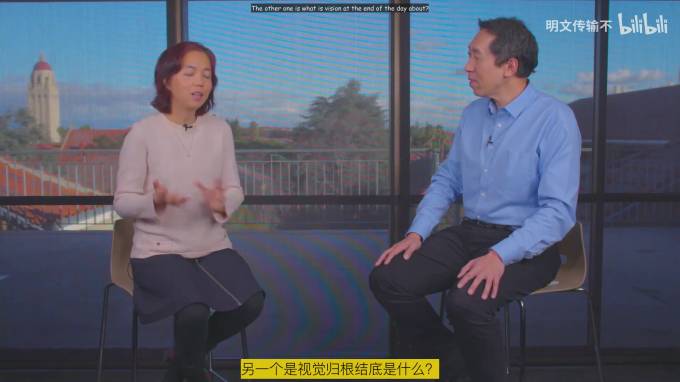 The other one is what is vision at the end of the day about?
明文传输不 bilibili
另一个是视觉归根结底是什么?